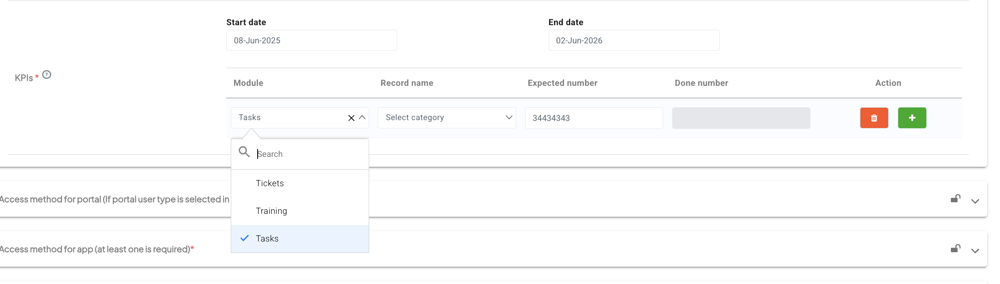 Start date
End date
08-Jun-2025
02-Jun-2026
KPIs * ?
Module
Record name
Expected number
Done number
Action
Tasks
Select category
34434343
Search
Tickets
Training
Tasks
Access method for portal (If portal user type is selected in
Access method for app (at least one is required)*